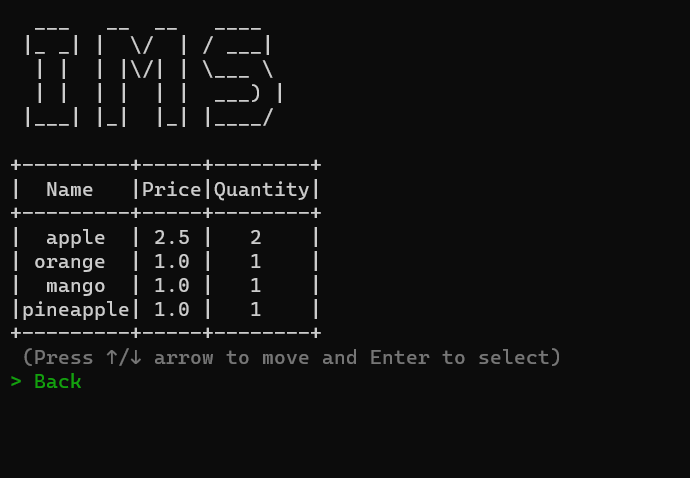 IMS
Name Price Quantity
apple 2.5 2
orange 1.0 1
mango 1.0 1
pineapple 1.0 1
(Press ↑/↓ arrow to move and Enter to select)
> Back